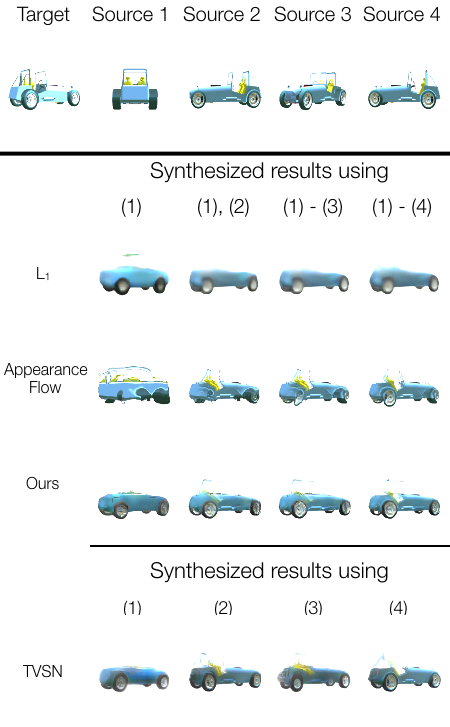 Target Source 1 Source 2 Source 3 Source 4
Synthesized results using
(1) (1), (2) (1) - (3) (1) - (4)
L₁
Appearance
Flow
Ours
Synthesized results using
(1) (2) (3) (4)
TVSN